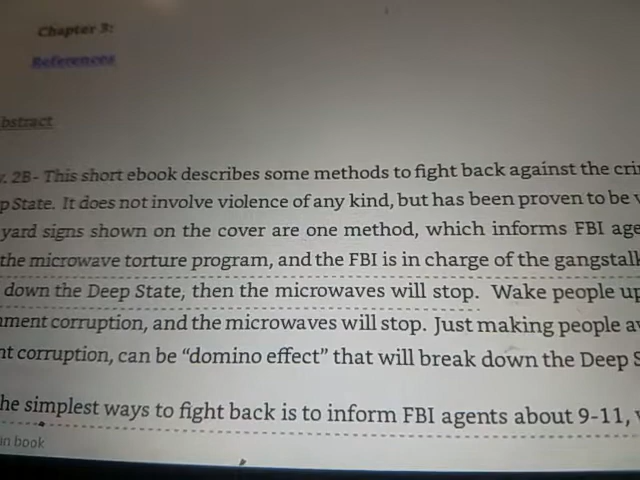 Chapter 3:
References
bstract
. 2B - This short ebook describes some methods to fight back against the cri
p State. It does not involve violence of any kind, but has been proven to be
yard signs shown on the cover are one method, which informs FBI age
the microwave torture program, and the FBI is in charge of the gangstalk
down the Deep State, then the microwaves will stop. Wake people up
nment corruption, and the microwaves will stop. Just making people a
nt corruption, can be “domino effect” that will break down the Deep S
he simplest ways to fight back is to inform FBI agents about 9-11,
in book